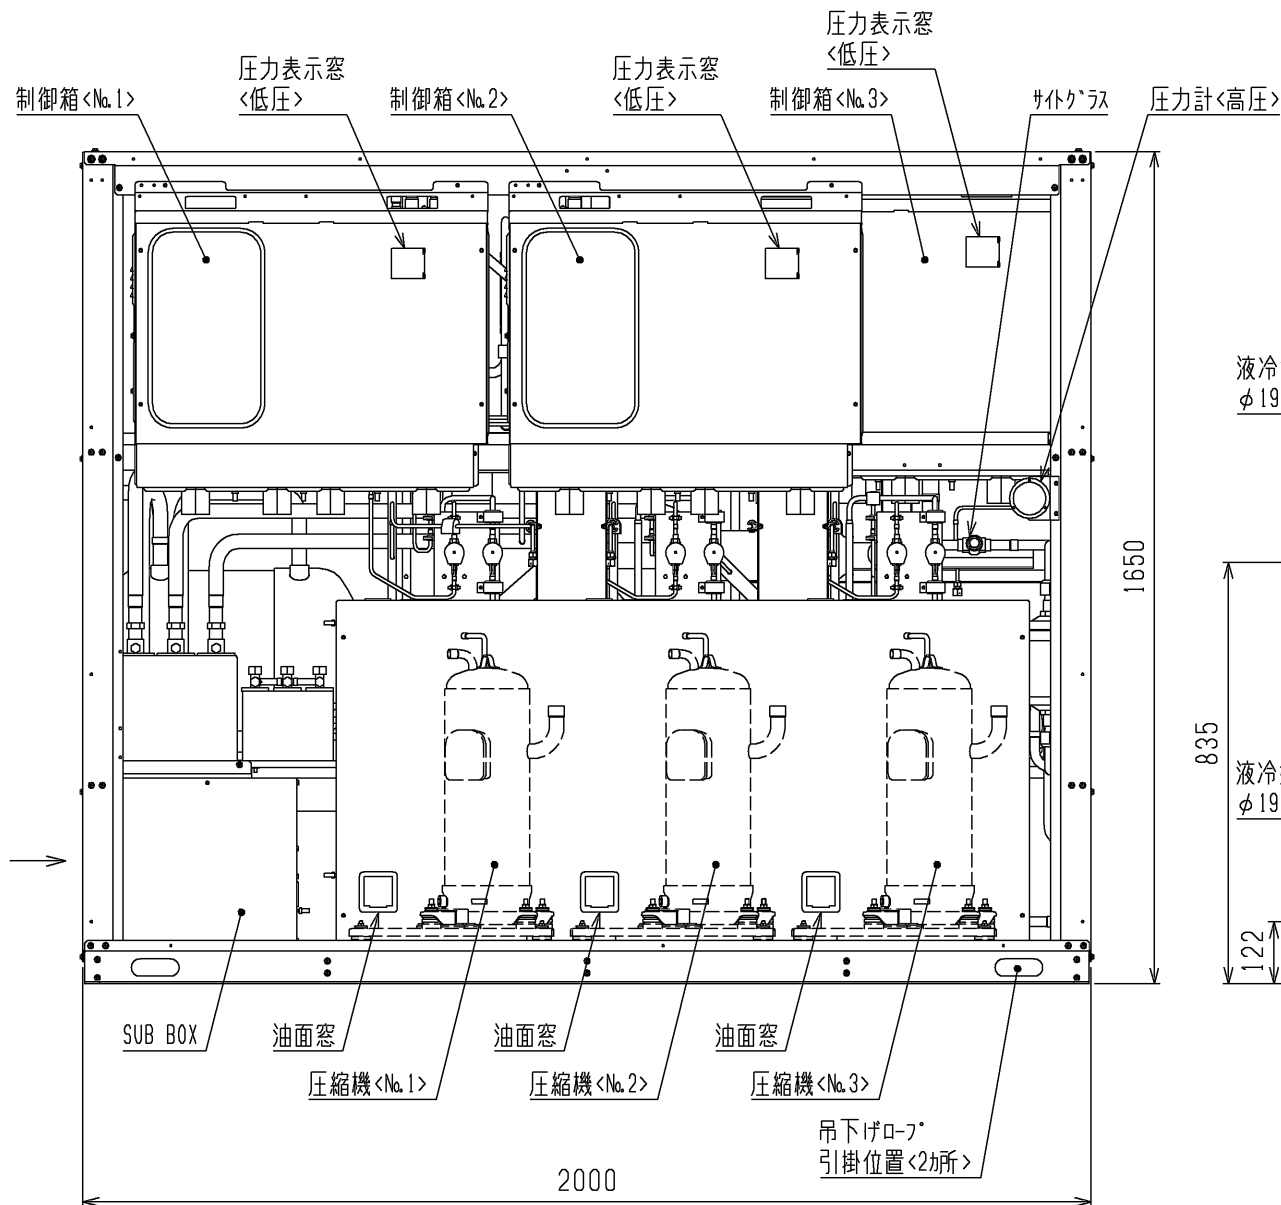 圧力表示窓
<低圧>
圧力表示窓
<低圧>
圧力表示窓
<低圧>
制御箱<No.1>
制御箱<No.2>
制御箱<No.3>
ｻｲﾄｸﾞﾗｽ
圧力計<高圧>
液冷
φ19
1650
835
液冷
φ19
122
SUB BOX
油面窓
油面窓
油面窓
圧縮機<No.1>
圧縮機<No.2>
圧縮機<No.3>
吊下げﾛｰﾌﾟ
引掛位置<2ｶ所>
2000